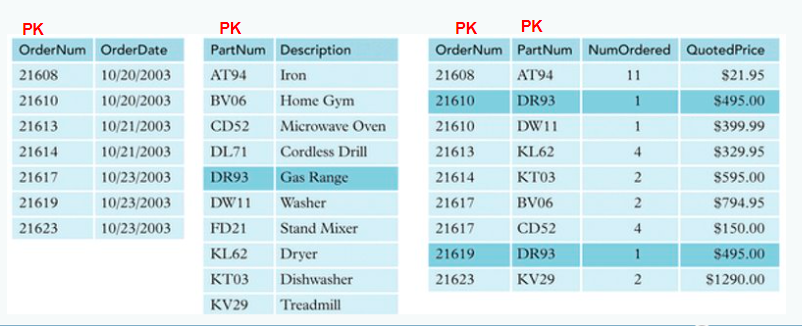 PK
OrderNum OrderDate
21608 10/20/2003
21610 10/20/2003
21613 10/21/2003
21614 10/21/2003
21617 10/23/2003
21619 10/23/2003
21623 10/23/2003
PK
PartNum Description
AT94 Iron
BV06 Home Gym
CD52 Microwave Oven
DL71 Cordless Drill
DR93 Gas Range
DW11 Washer
FD21 Stand Mixer
KL62 Dryer
KT03 Dishwasher
KV29 Treadmill
PK PK
OrderNum PartNum NumOrdered QuotedPrice
21608 AT94 11 $21.95
21610 DR93 1 $495.00
21610 DW11 1 $399.99
21613 KL62 4 $329.95
21614 KT03 2 $595.00
21617 BV06 2 $794.95
21617 CD52 4 $150.00
21619 DR93 1 $495.00
21623 KV29 2 $1290.00